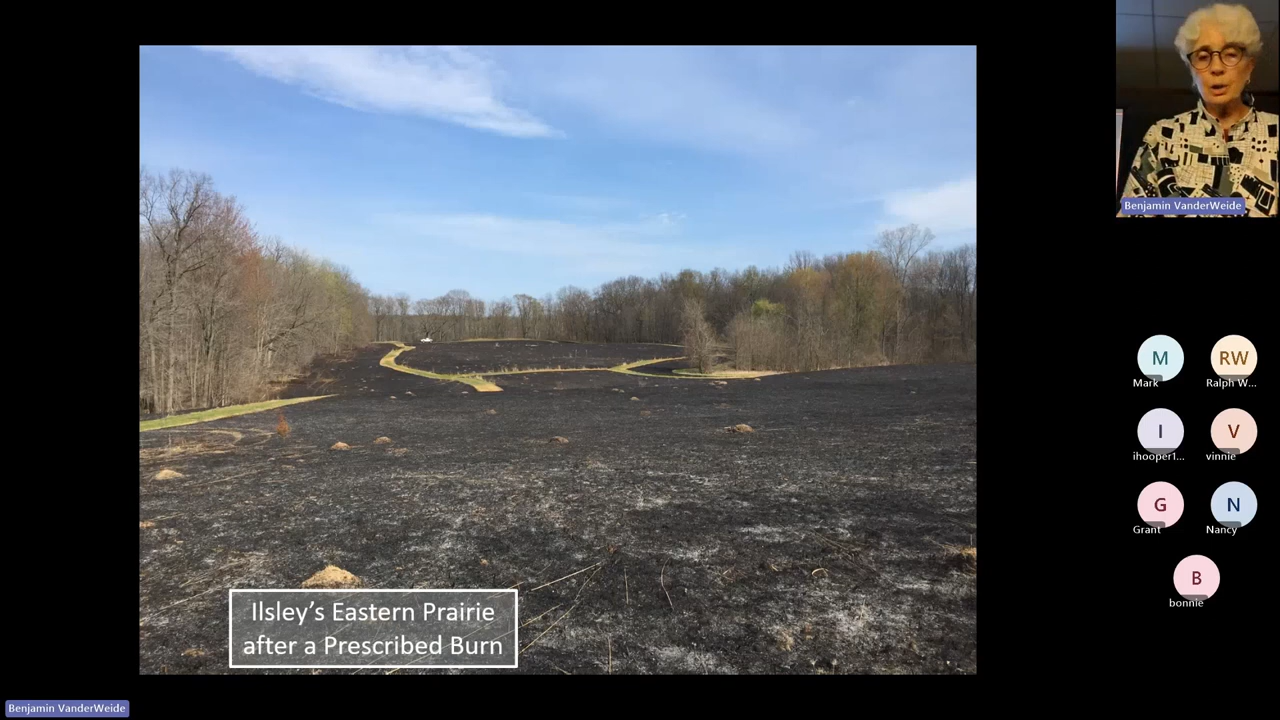 Benjamin VanderWeide
M
RW
Mark
Ralph W...
I
V
ihooper1...
vinnie
G
N
Grant
Nancy
B
bonnie
Ilsley’s Eastern Prairie
after a Prescribed Burn
Benjamin VanderWeide